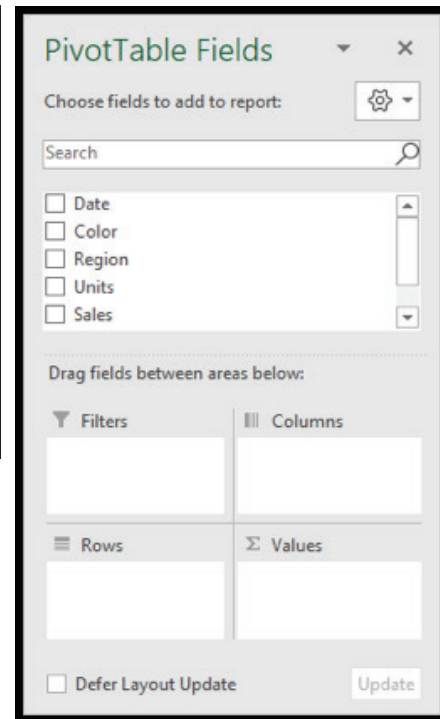 PivotTable Fields
Choose fields to add to report:
Search
Date
Color
Region
Units
Sales
Drag fields between areas below:
Filters
Columns
Rows
Σ Values
Defer Layout Update
Update